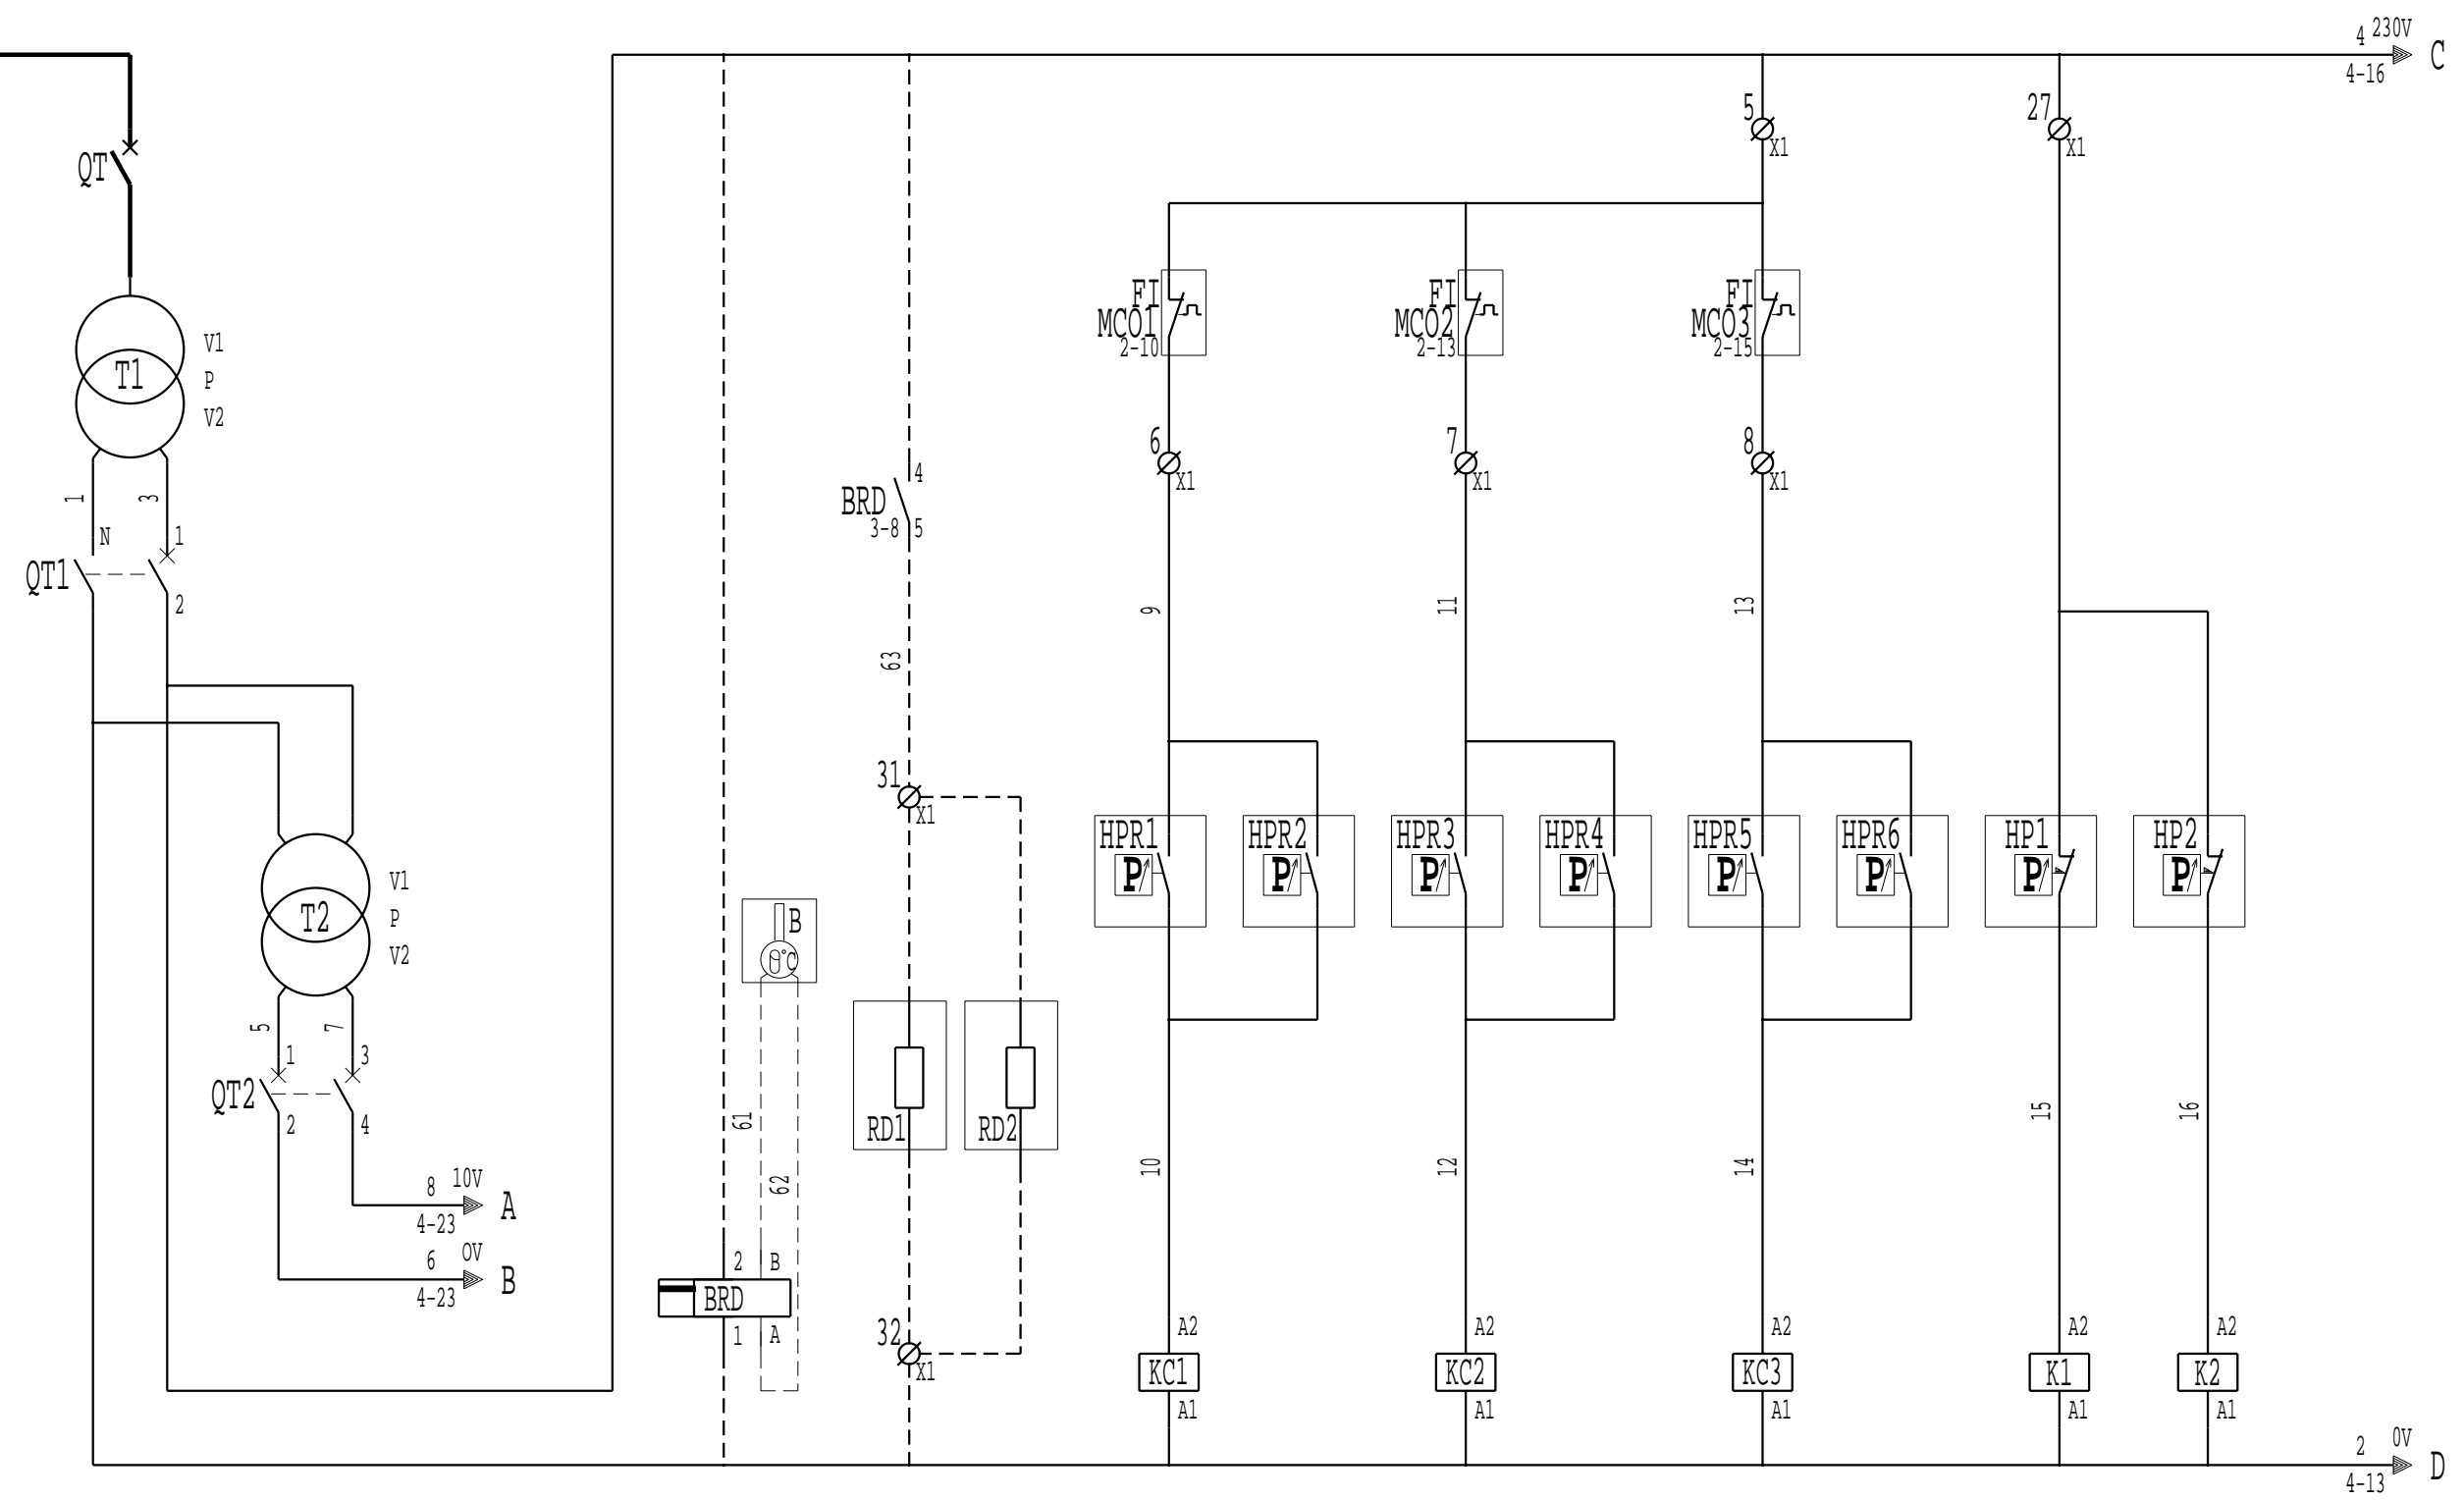 4 230V
4-16
C
5
X1
27
X1
QT
FI
MCO1
2-10
FI
MCO2
2-13
FI
MCO3
2-15
V1
T1
P
V2
6
X1
7
X1
8
X1
4
BRD
3-8 5
1
3
N
1
QT1
2
9
11
13
63
31
X1
HPR1
P
HPR2
P
HPR3
P
HPR4
P
HPR5
P
HPR6
P
HP1
P
HP2
P
V1
T2
P
V2
B
θ°C
5
7
1
3
QT2
2
4
RD1
RD2
61
62
10
12
14
15
16
8 10V
4-23
A
6 0V
4-23
B
2 B
BRD
1 A
32
X1
A2
KC1
A1
A2
KC2
A1
A2
KC3
A1
A2
K1
A1
A2
K2
A1
2 0V
4-13
D